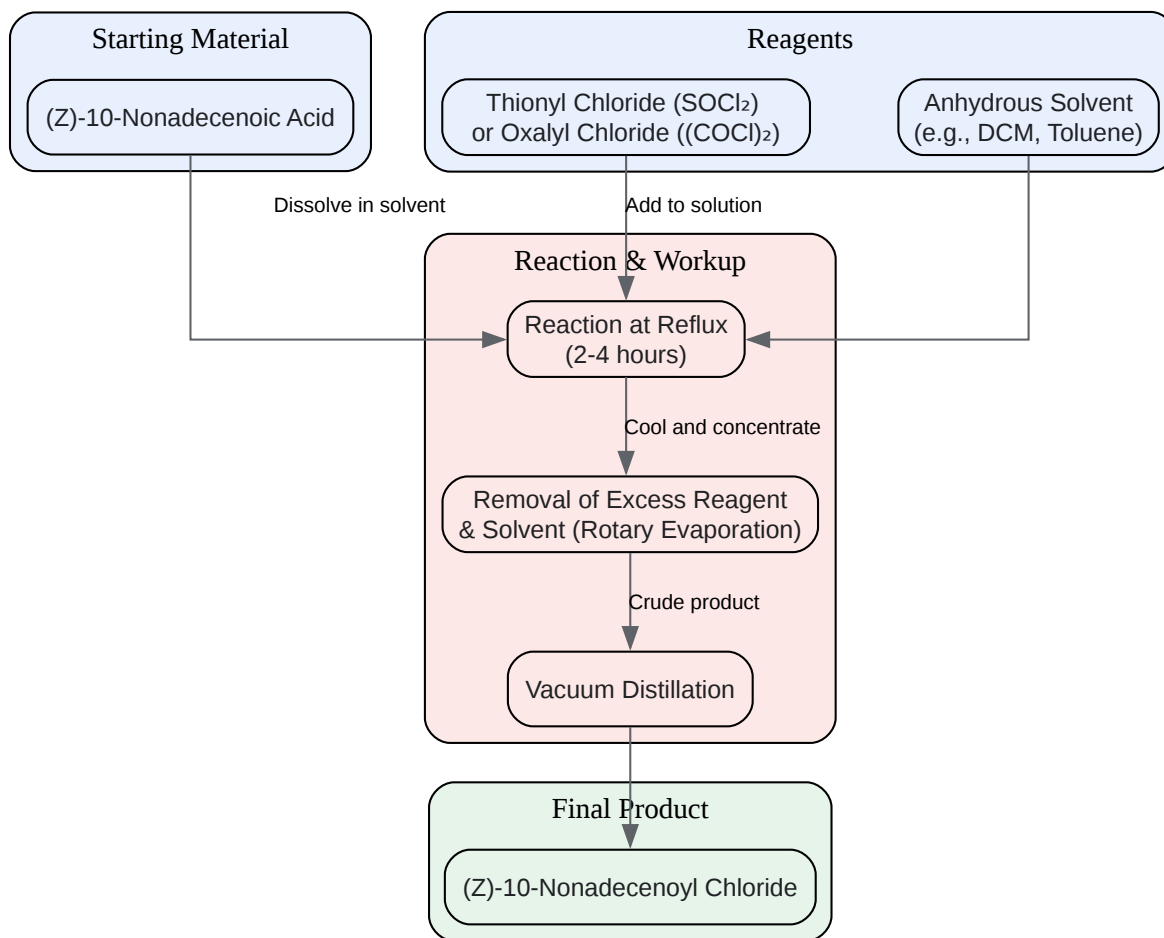 Starting Material
Reagents
(Z)-10-Nonadecenoic Acid
Thionyl Chloride (SOCl₂)
or Oxalyl Chloride ((COCl)₂)
Anhydrous Solvent
(e.g., DCM, Toluene)
Dissolve in solvent
Add to solution
Reaction & Workup
Reaction at Reflux
(2-4 hours)
Cool and concentrate
Removal of Excess Reagent
& Solvent (Rotary Evaporation)
Crude product
Vacuum Distillation
Final Product
(Z)-10-Nonadecenoyl Chloride